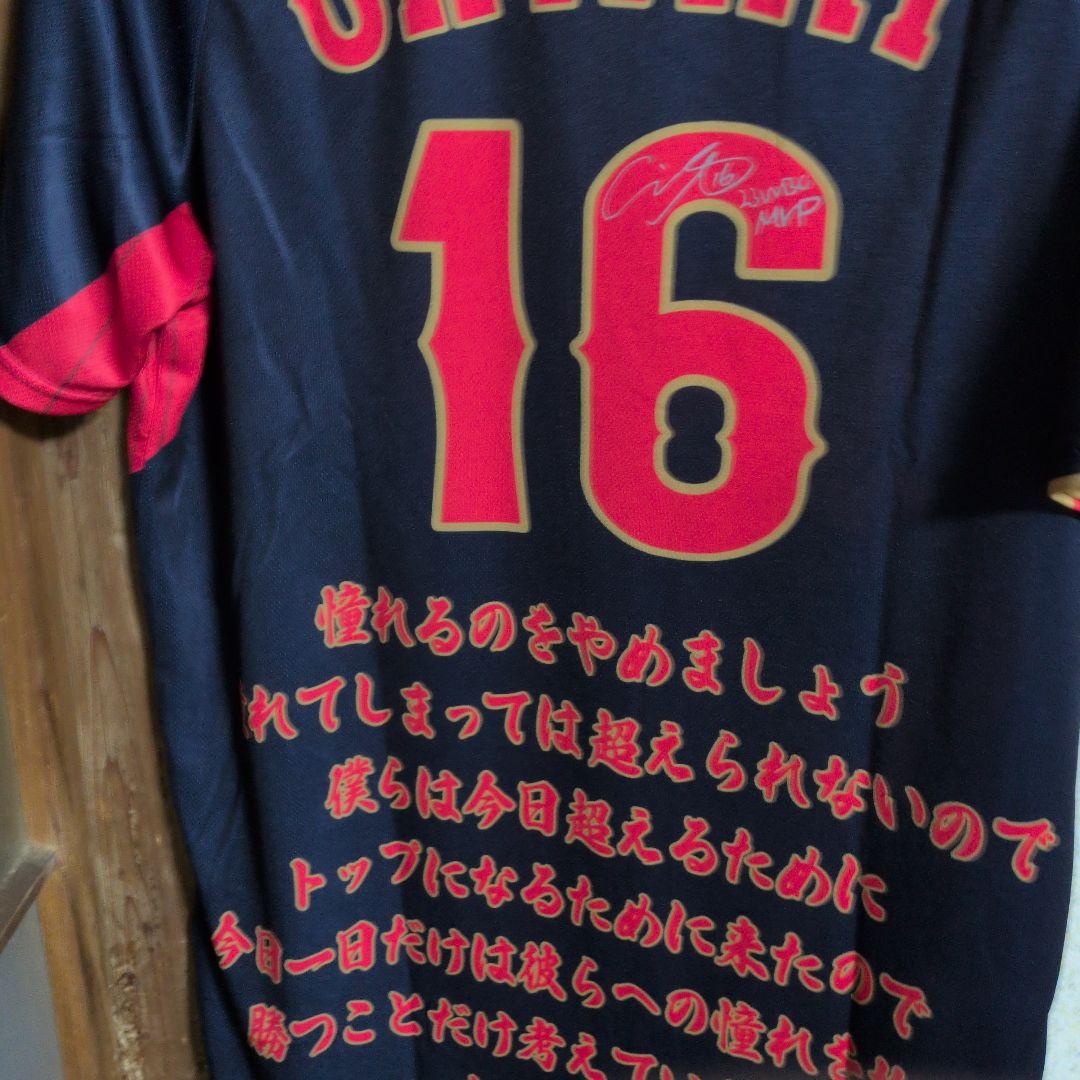 16
16
23WBC
MVP
憧れるのをやめましょう
れてしまっては超えられないので
僕らは今日超えるために
トップになるために来たので
今日一日だけは彼らへの憧れを
勝つことだけ考えてい